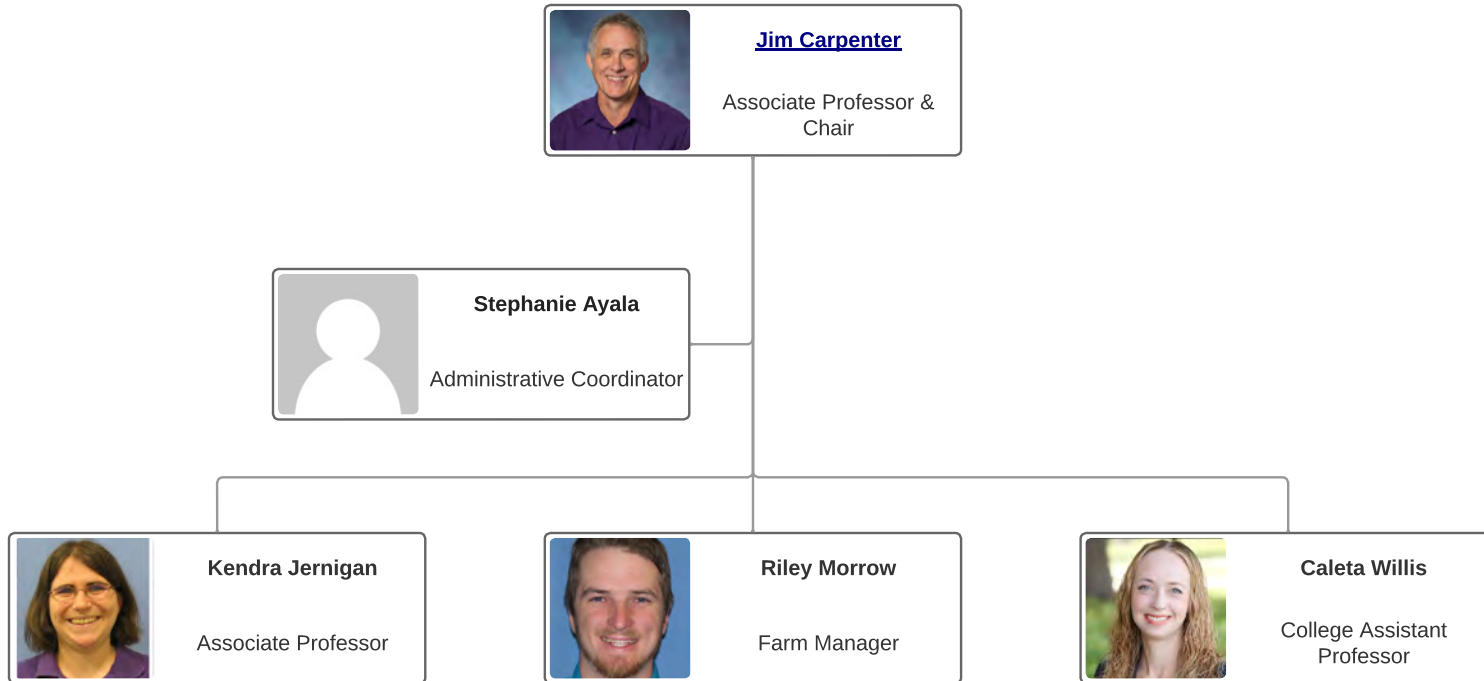 Jim Carpenter
Associate Professor &
Chair
Stephanie Ayala
Administrative Coordinator
Kendra Jernigan
Associate Professor
Riley Morrow
Farm Manager
Caleta Willis
College Assistant
Professor